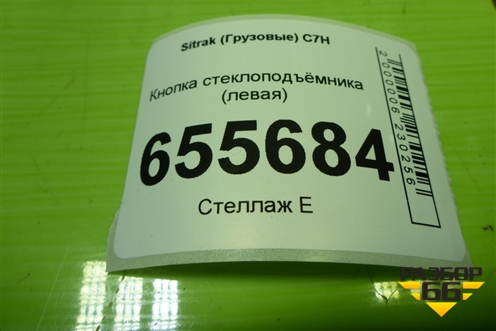 Sitrak (Грузовые) C7H
Кнопка стеклоподъёмника
(левая)
655684
Стеллаж Е
2000006230256
РАЗБОР
66